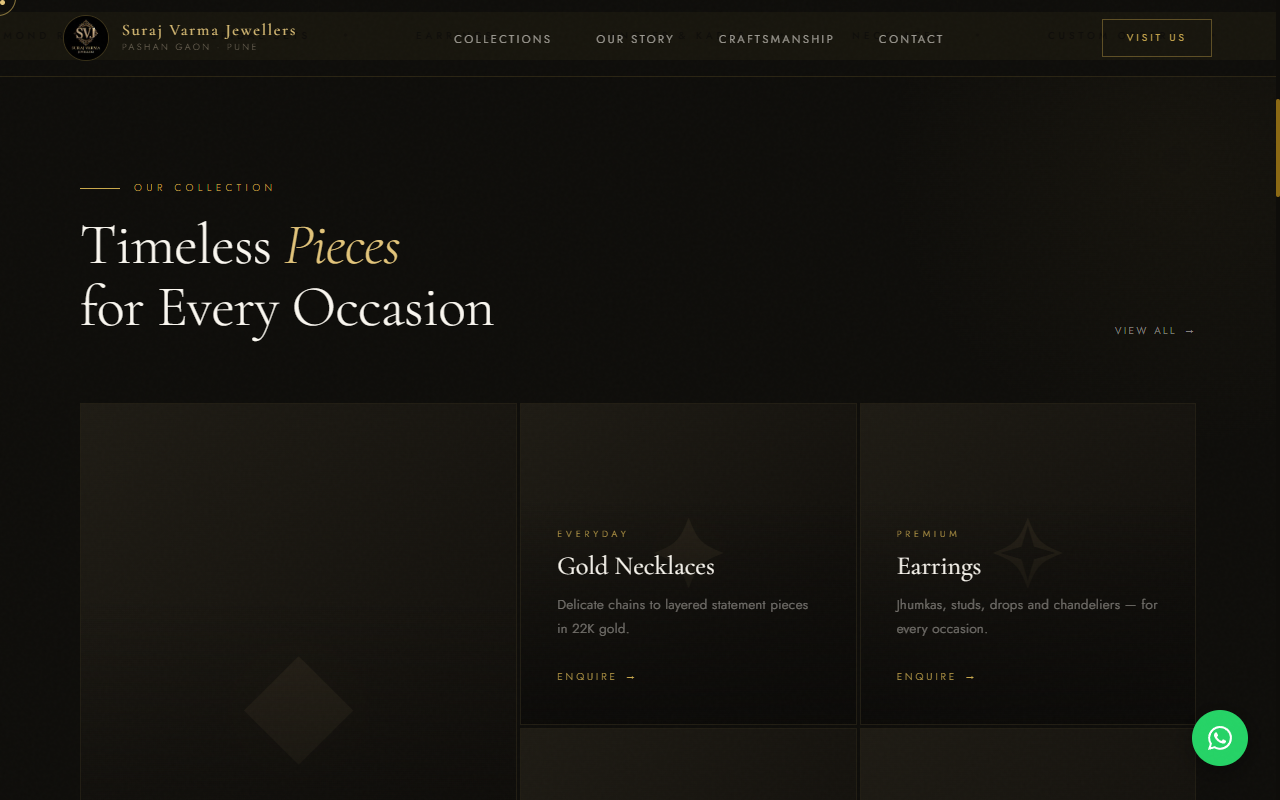 SVJ
Suraj Varma Jewellers
PASHAN GAON · PUNE
COLLECTIONS
OUR STORY
CRAFTSMANSHIP
CONTACT
VISIT US
OUR COLLECTION
Timeless Pieces
for Every Occasion
VIEW ALL →
EVERYDAY
Gold Necklaces
Delicate chains to layered statement pieces
in 22K gold.
ENQUIRE →
PREMIUM
Earrings
Jhumkas, studs, drops and chandeliers — for
every occasion.
ENQUIRE →